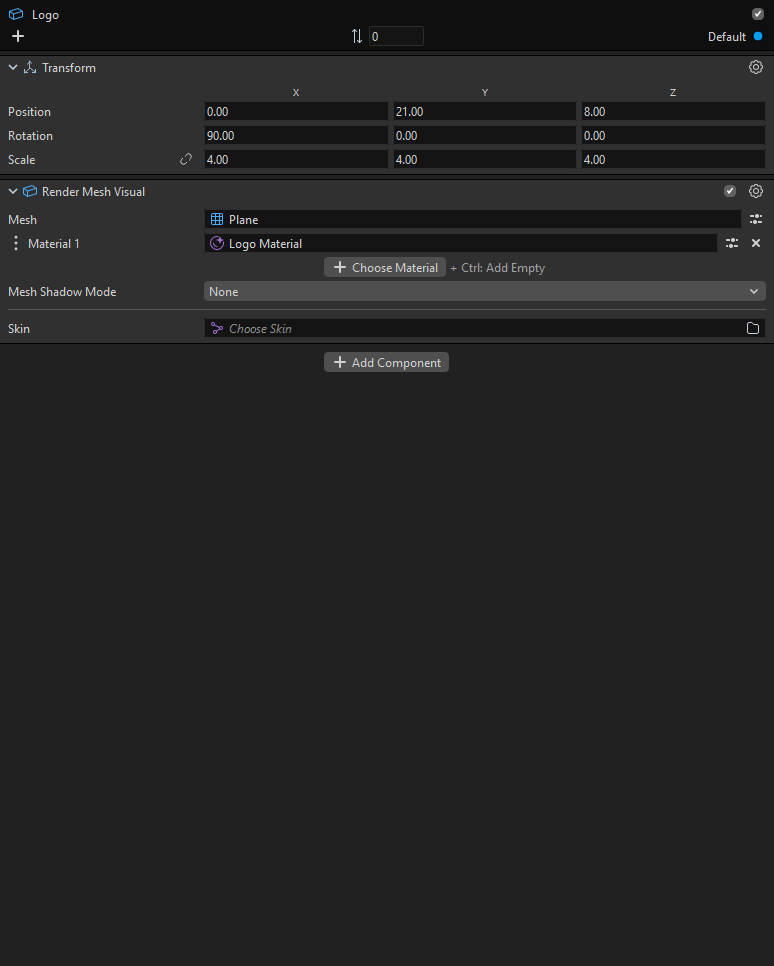 Logo
0
Default
Transform
X Y Z
Position 0.00 21.00 8.00
Rotation 90.00 0.00 0.00
Scale 4.00 4.00 4.00
Render Mesh Visual
Mesh Plane
Material 1 Logo Material
Choose Material + Ctrl: Add Empty
Mesh Shadow Mode None
Skin Choose Skin
Add Component